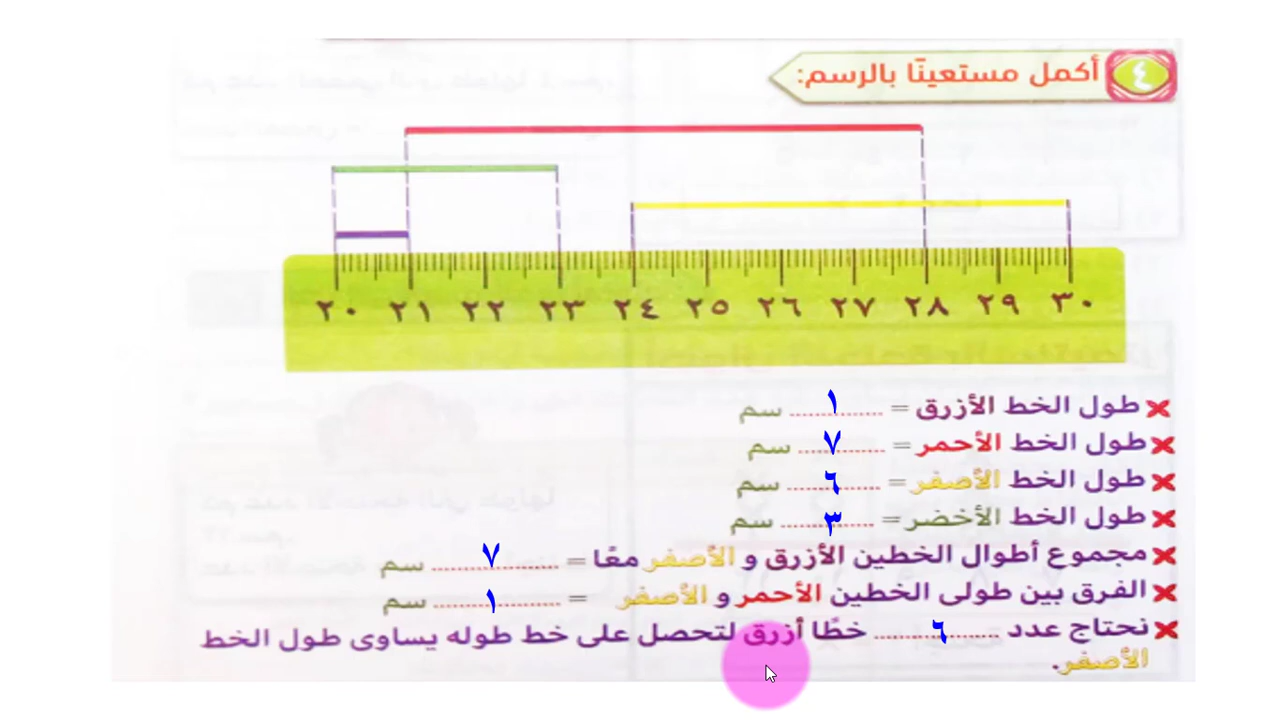 ٤ أكمل مستعينًا بالرسم:
٢٠ ٢١ ٢٢ ٢٣ ٢٤ ٢٥ ٢٦ ٢٧ ٢٨ ٢٩ ٣٠
طول الخط الأزرق = ........١........ سم
طول الخط الأحمر = ........٧........ سم
طول الخط الأصفر = ........٦........ سم
طول الخط الأخضر = ........٣........ سم
مجموع أطوال الخطين الأزرق و الأصفر معًا = ........٧........ سم
الفرق بين طولى الخطين الأحمر و الأصفر = ........١........ سم
نحتاج عدد ........٦........ خطًا أزرق لتحصل على خط طوله يساوى طول الخط
الأصفر.